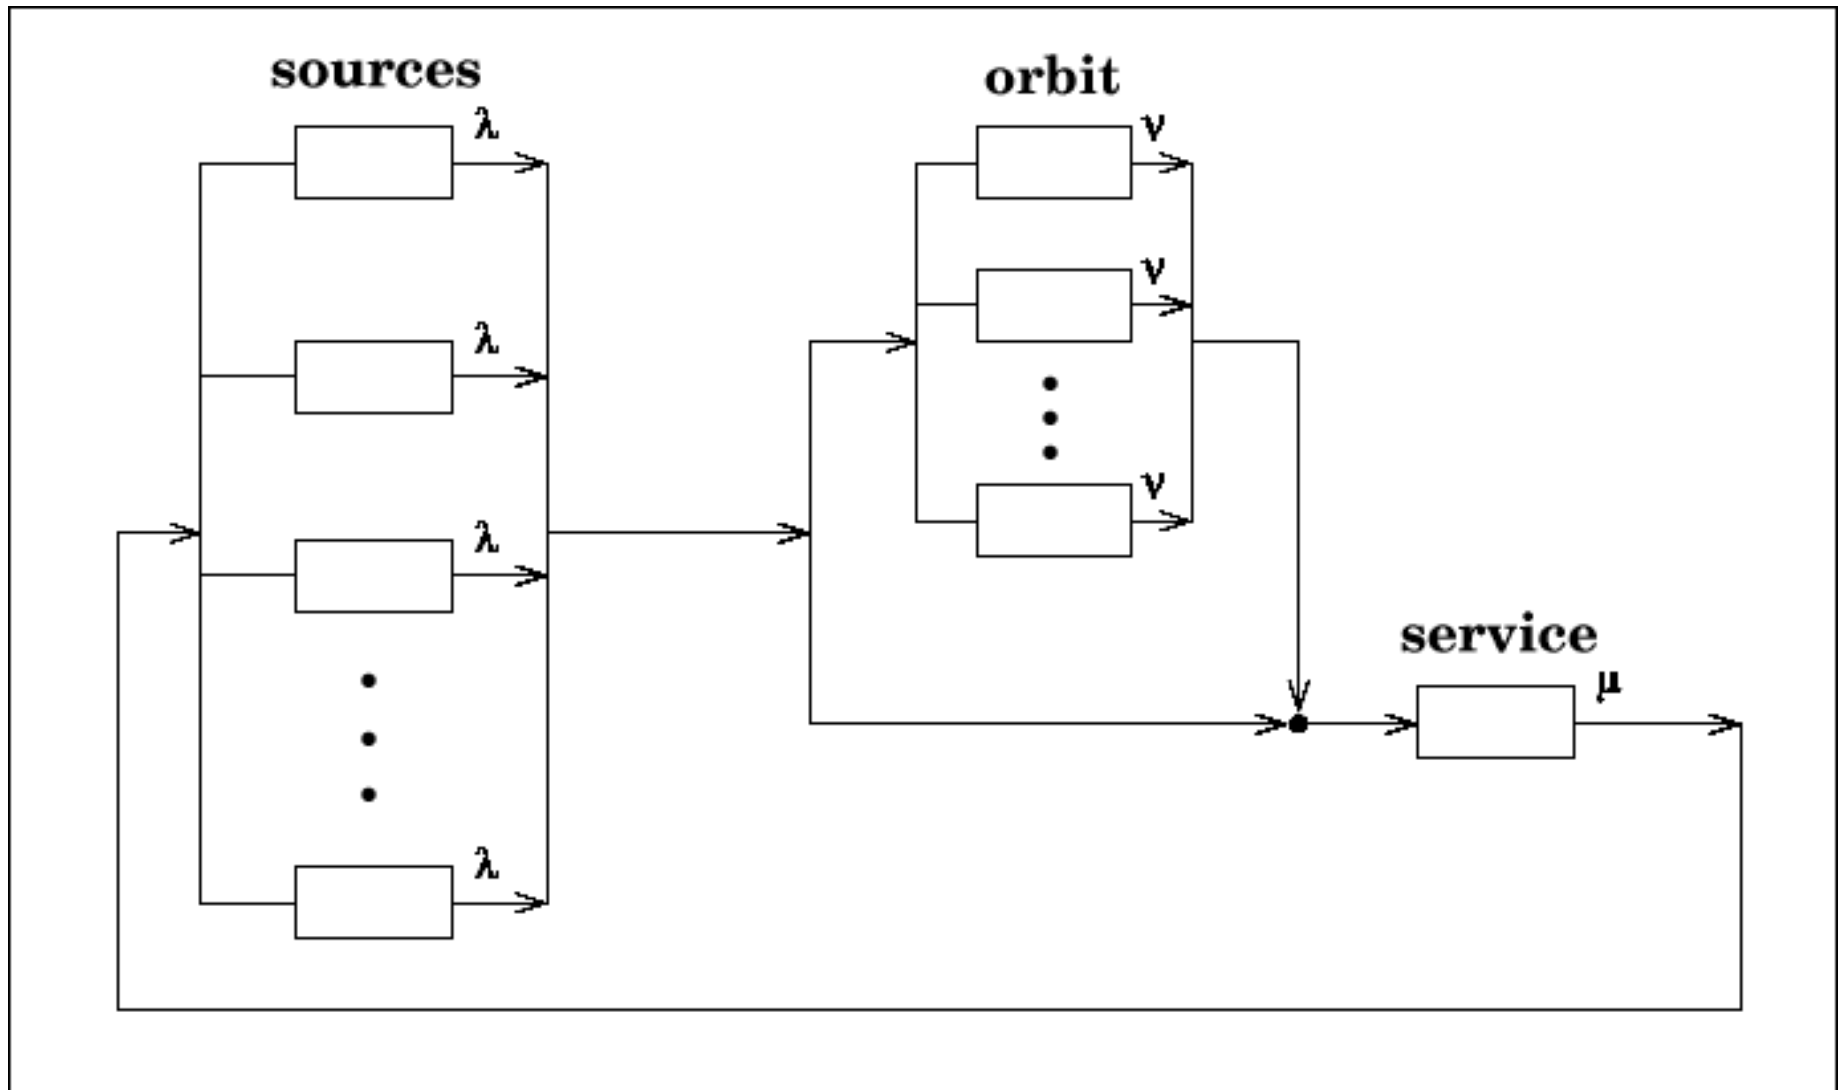 sources
λ
λ
λ
λ
orbit
ν
ν
ν
service
μ